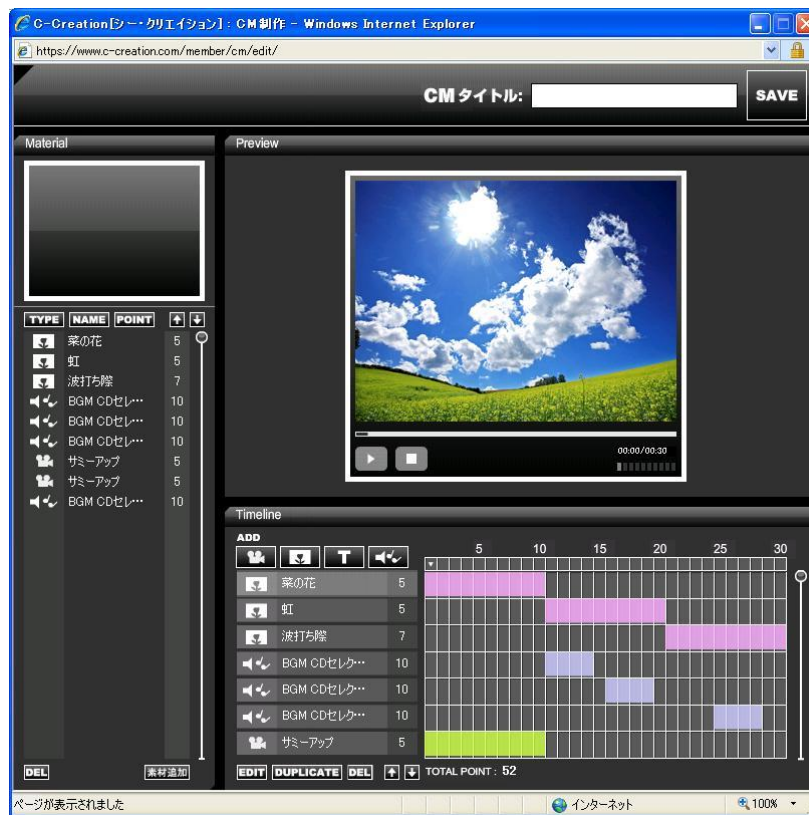 C-Creation[シー・クリエイション] : CM制作 - Windows Internet Explorer
https://www.c-creation.com/member/cm/edit/
CMタイトル:
SAVE
Material
Preview
TYPE NAME POINT
菜の花 5
虹 5
波打ち際 7
BGM CDセレ… 10
BGM CDセレ… 10
BGM CDセレ… 10
サミーアップ 5
サミーアップ 5
BGM CDセレ… 10
DEL 素材追加
00:00/00:30
Timeline
ADD
T
5 10 15 20 25 30
菜の花 5
虹 5
波打ち際 7
BGM CDセレク… 10
BGM CDセレク… 10
BGM CDセレク… 10
サミーアップ 5
EDIT DUPLICATE DEL TOTAL POINT : 52
ページが表示されました インターネット 100%